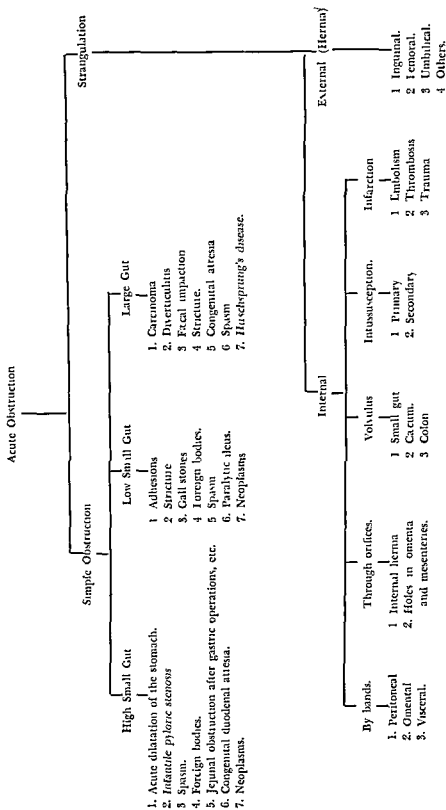 Acute Obstruction
Simple Obstruction
Strangulation
High Small Gut
1. Acute dilatation of the stomach.
2. Infantile pyloric stenosis
3 Spasm.
4. Foreign bodies.
5. Jejunal obstruction after gastric operations, etc.
6. Congenital duodenal atresia.
7. Neoplasms.
Low Small Gut
1 Adhesions
2 Stricture
3. Gall stones
4 Foreign bodies.
5 Spasm
6. Paralytic ileus.
7. Neoplasms
Large Gut
1. Carcinoma
2. Diverticulitis
3 Fæcal impaction
4 Stricture.
5 Congenital atresia
6 Spasm
7. Hirschsprung's disease.
Internal
External (Hernia)
By bands.
1. Peritoneal
2. Omental
3. Visceral.
Through orifices.
1 Internal hernia
2. Holes in omenta
and mesenteries.
Volvulus
1 Small gut
2 Cæcum.
3 Colon
Intussusception.
1 Primary
2. Secondary
Infarction
1 Embolism
2 Thrombosis
3 Trauma
1 Inguinal.
2 Femoral.
3 Umbilical.
4 Others.